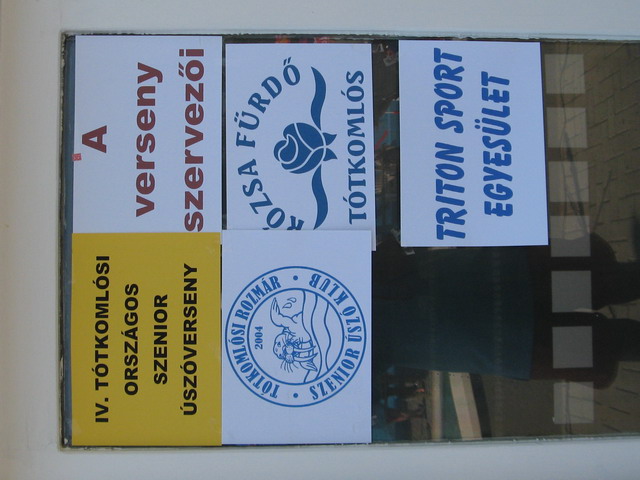 IV. TÓTKOMLÓSI
ORSZÁGOS
SZENIOR
ÚSZÓVERSENY
A
verseny
szervezői
TÓTKOMLÓSI ROZMÁR
2004
SZENIOR ÚSZÓ KLUB
RÓZSA FÜRDŐ
TÓTKOMLÓS
TRITON SPORT
EGYESÜLET